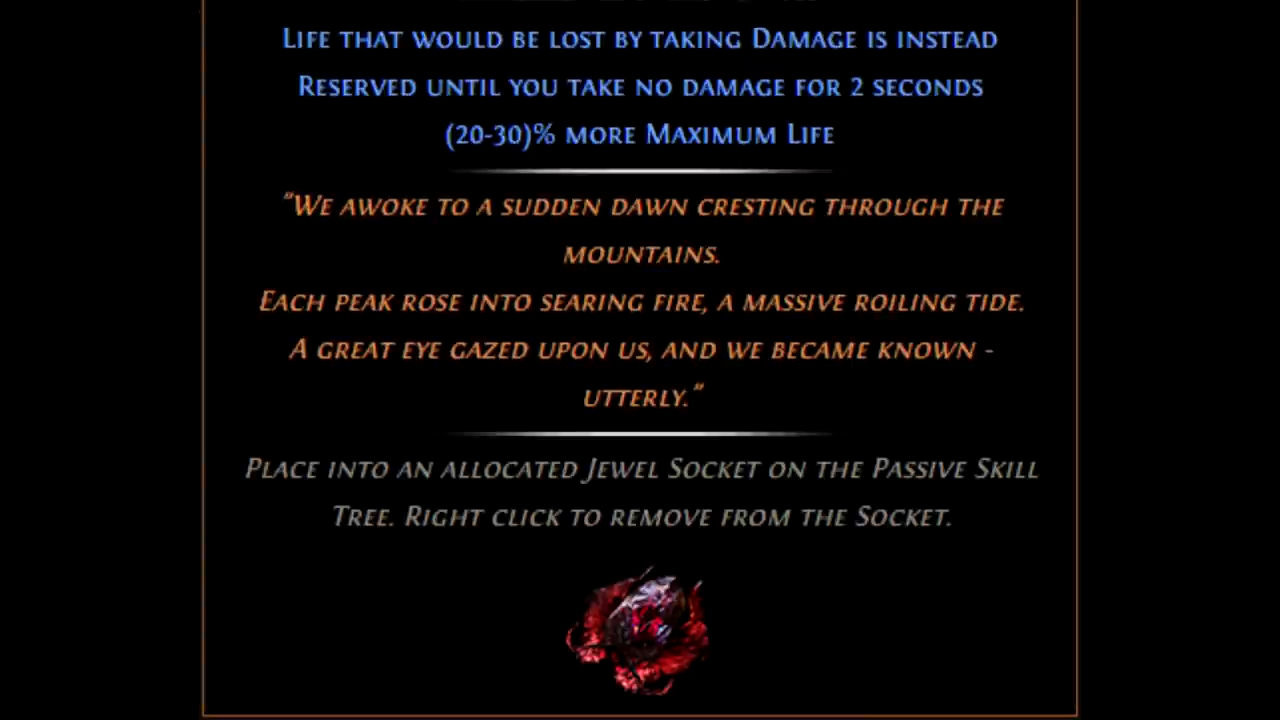 Life that would be lost by taking Damage is instead
Reserved until you take no damage for 2 seconds
(20-30)% more Maximum Life
"We awoke to a sudden dawn cresting through the
mountains.
Each peak rose into searing fire, a massive roiling tide.
A great eye gazed upon us, and we became known -
utterly."
Place into an allocated Jewel Socket on the Passive Skill
Tree. Right click to remove from the Socket.